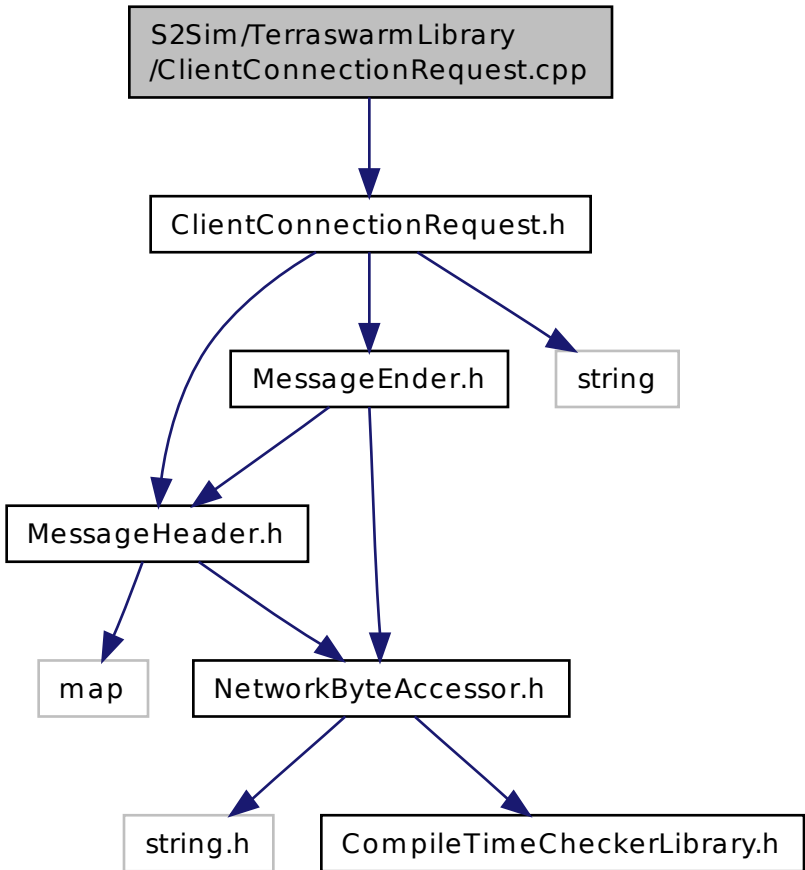 S2Sim/TerraswarmLibrary
/ClientConnectionRequest.cpp
ClientConnectionRequest.h
MessageEnder.h
string
MessageHeader.h
map
NetworkByteAccessor.h
string.h
CompileTimeCheckerLibrary.h